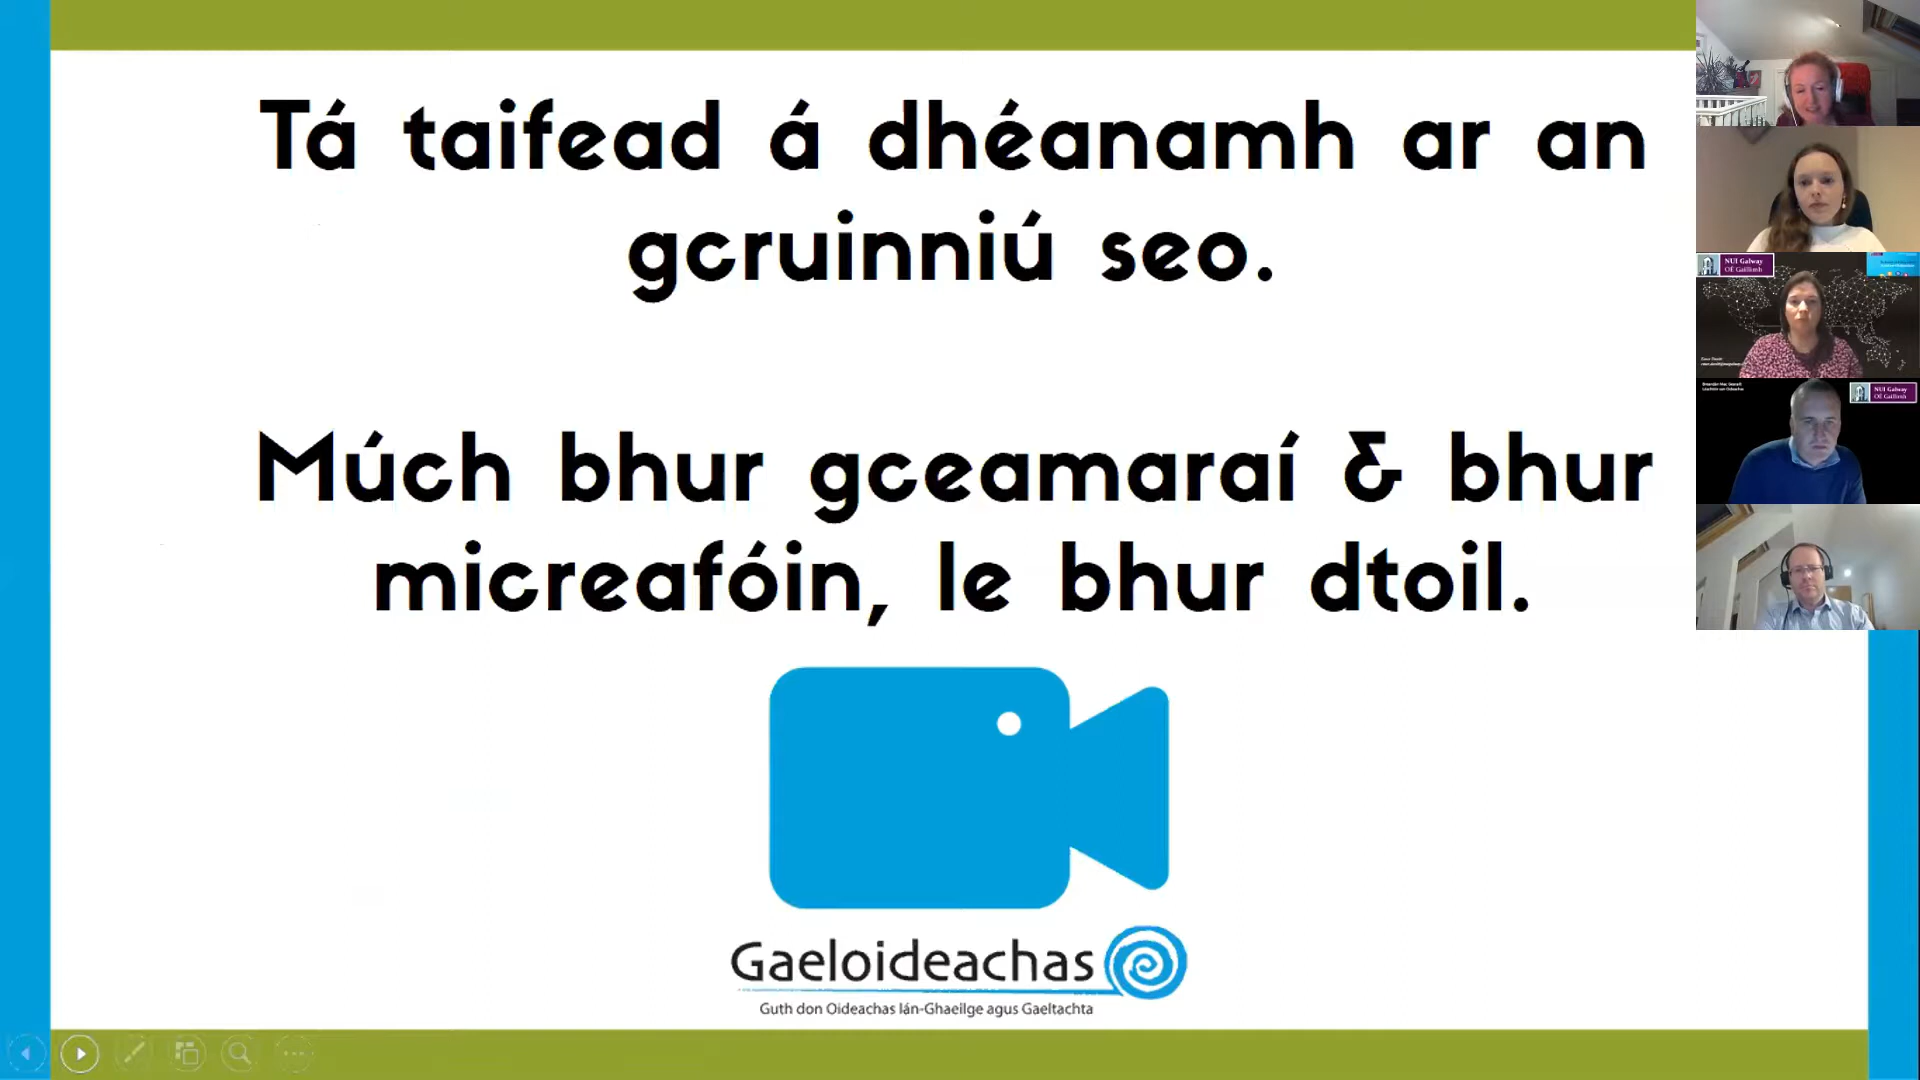 Tá taifead á dhéanamh ar an
gcruinniú seo.
Múch bhur gceamaraí & bhur
micreafóin, le bhur dtoil.
Gaeloideachas
Guth don Oideachas lán-Ghaeilge agus Gaeltachta
NUI Galway
OÉ Gaillimh
NUI Galway
OÉ Gaillimh